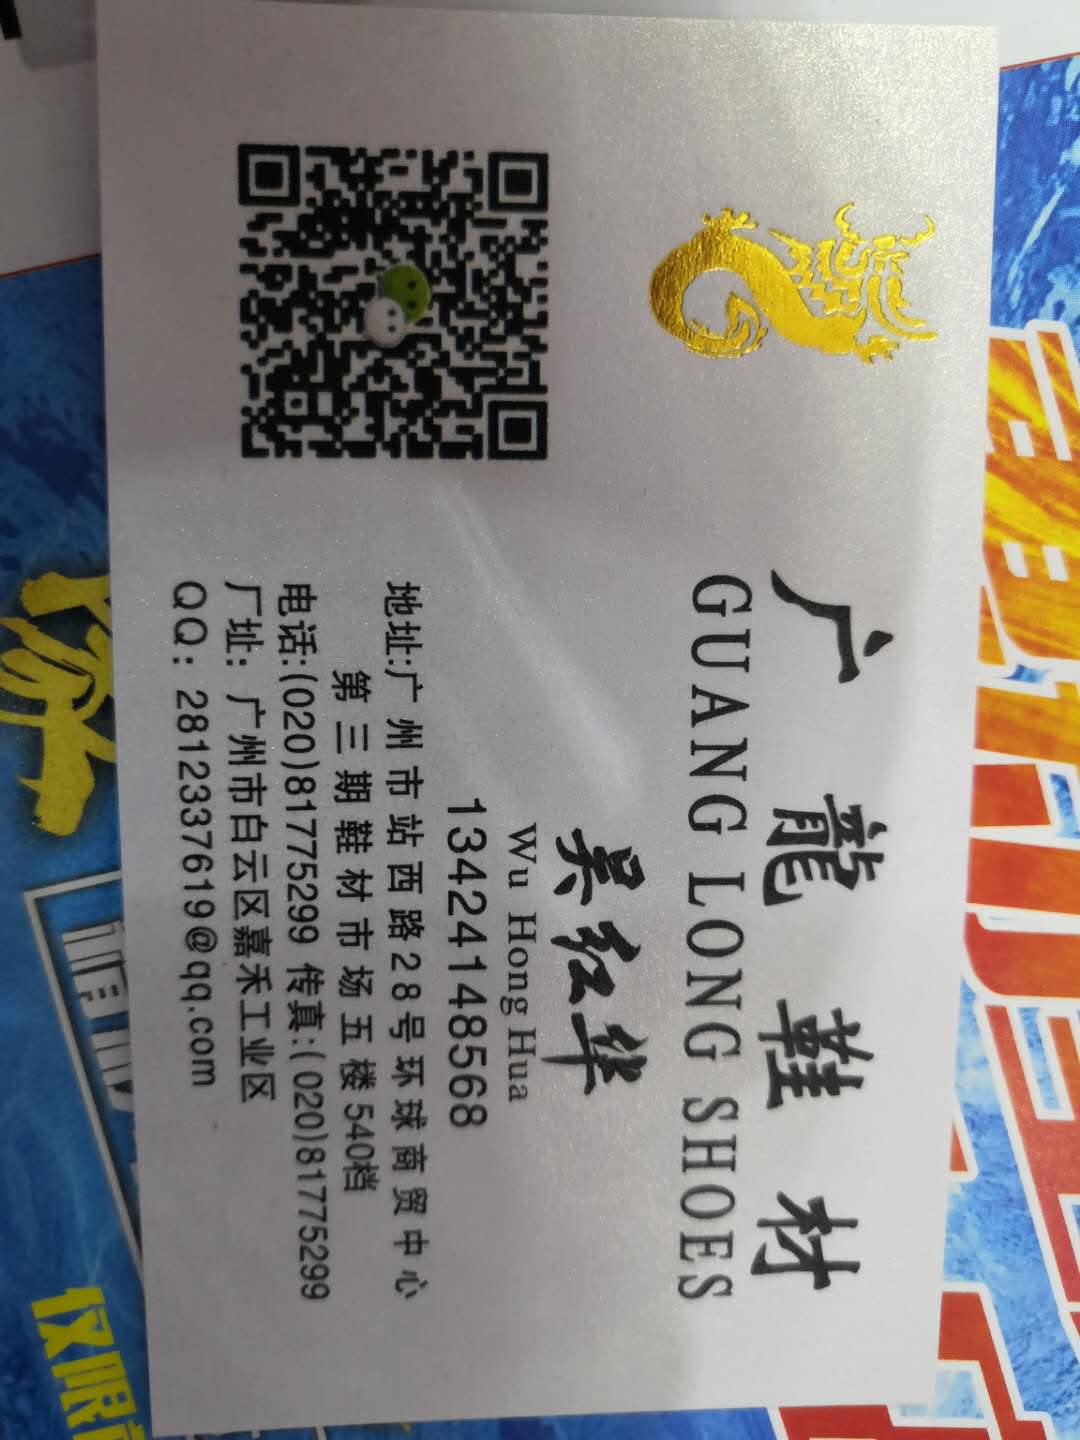 广龍鞋材
GUANG LONG SHOES
吴红华
Wu Hong Hua
13424148568
地址:广州市站西路28号环球商贸中心
第三期鞋材市场五楼540档
电话:(020)81775299 传真:(020)81775299
厂址: 广州市白云区嘉禾工业区
QQ: 2812337619@qq.com
仅限